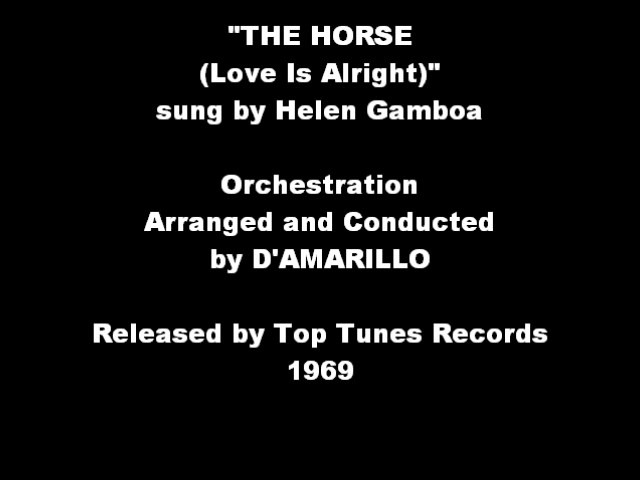 "THE HORSE
(Love Is Alright)"
sung by Helen Gamboa
Orchestration
Arranged and Conducted
by D'AMARILLO
Released by Top Tunes Records
1969